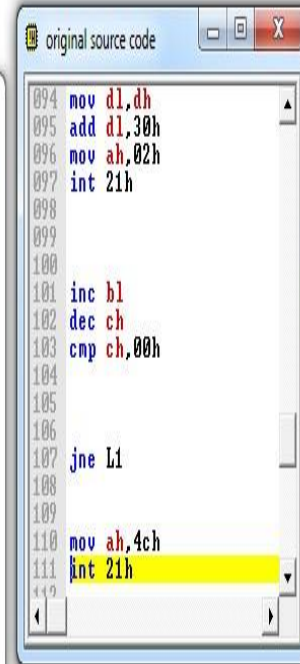 original source code
094 mov dl,dh
095 add dl,30h
096 mov ah,02h
097 int 21h
098
099
100
101 inc bl
102 dec ch
103 cmp ch,00h
104
105
106
107 jne L1
108
109
110 mov ah,4ch
111 int 21h
112